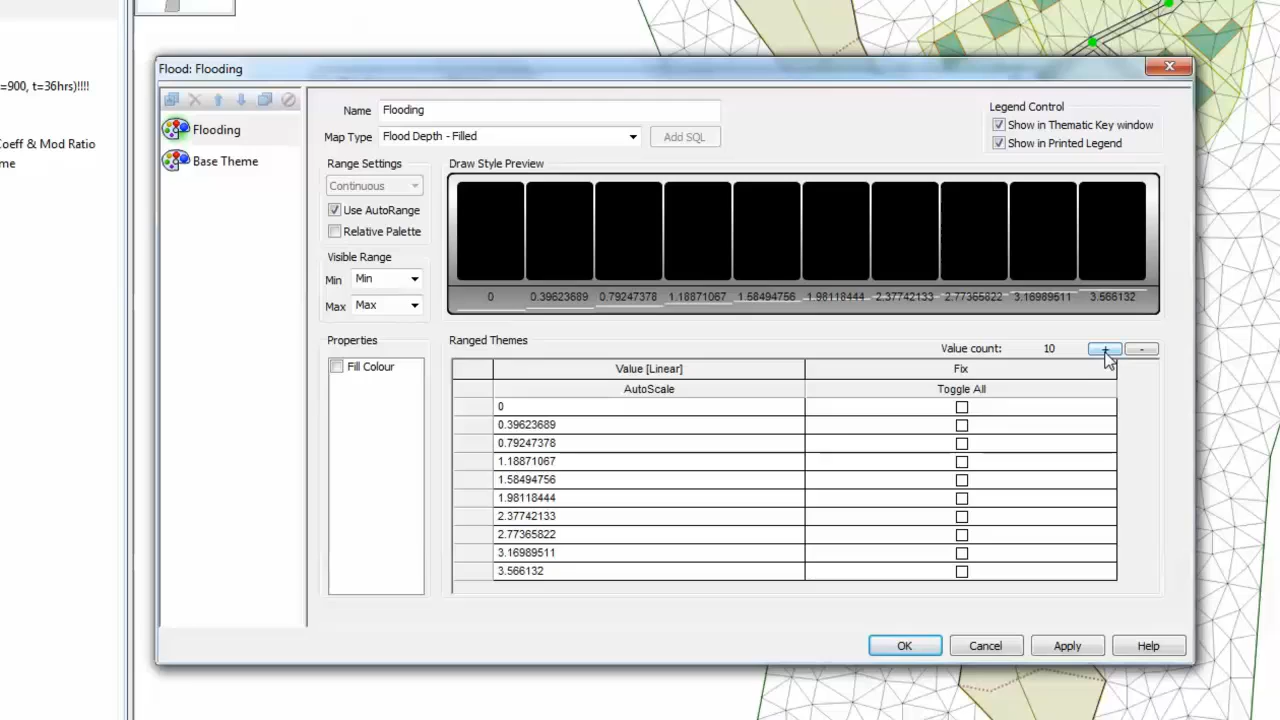 Flood: Flooding
=900, t=36hrs)!!!!
Coeff & Mod Ratio
me
Flooding
Base Theme
Name Flooding
Map Type Flood Depth - Filled Add SQL
Legend Control
Show in Thematic Key window
Show in Printed Legend
Range Settings
Continuous
Use AutoRange
Relative Palette
Visible Range
Min Min
Max Max
Draw Style Preview
0 0.39623689 0.79247378 1.18871067 1.58494756 1.98118444 2.37742133 2.77365822 3.16989511 3.566132
Properties
Fill Colour
Ranged Themes
Value count: 10 + -
Value [Linear] Fix
AutoScale Toggle All
0
0.39623689
0.79247378
1.18871067
1.58494756
1.98118444
2.37742133
2.77365822
3.16989511
3.566132
OK Cancel Apply Help